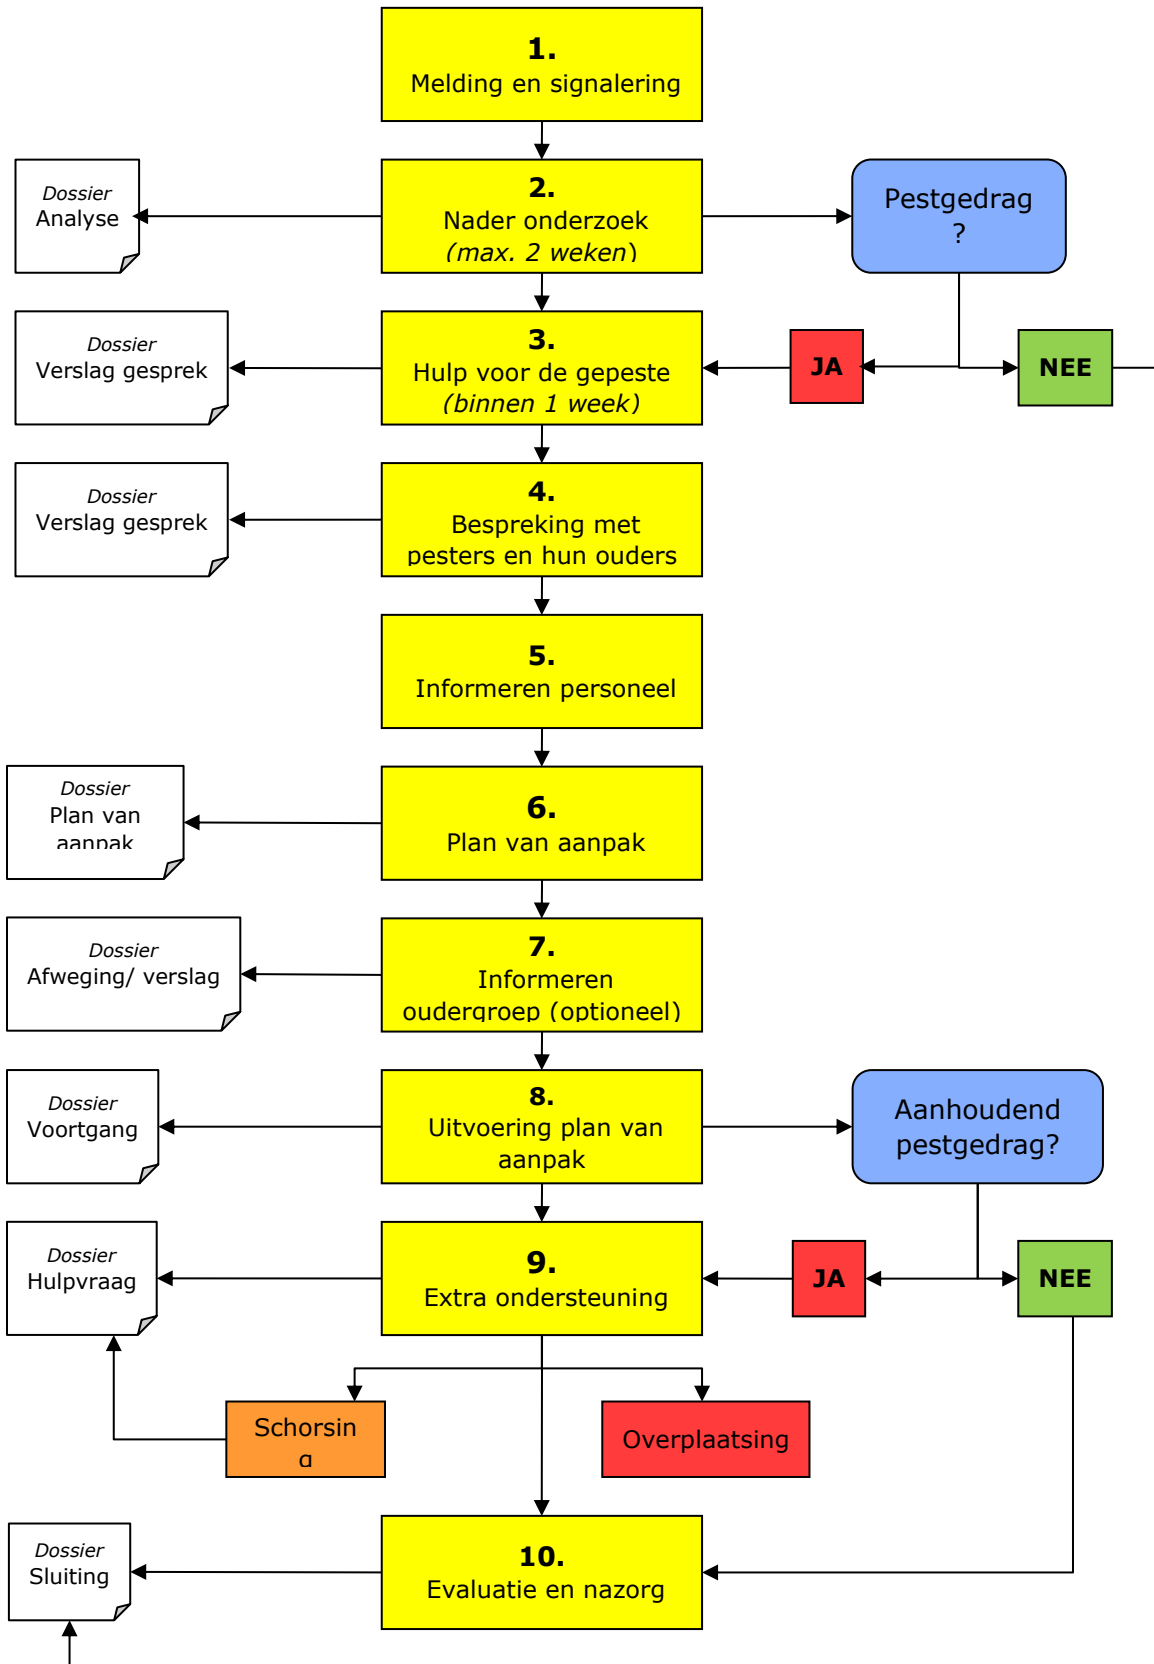 1.
Melding en signalering
Dossier
Analyse
2.
Nader onderzoek
(max. 2 weken)
Pestgedrag
?
Dossier
Verslag gesprek
3.
Hulp voor de gepeste
(binnen 1 week)
JA
NEE
Dossier
Verslag gesprek
4.
Bespreking met
pesters en hun ouders
5.
Informeren personeel
Dossier
Plan van
aanpak
6.
Plan van aanpak
Dossier
Afweging/ verslag
7.
Informeren
oudergroep (optioneel)
Dossier
Voortgang
8.
Uitvoering plan van
aanpak
Aanhoudend
pestgedrag?
Dossier
Hulpvraag
9.
Extra ondersteuning
JA
NEE
Schorsin
g
Overplaatsing
Dossier
Sluiting
10.
Evaluatie en nazorg